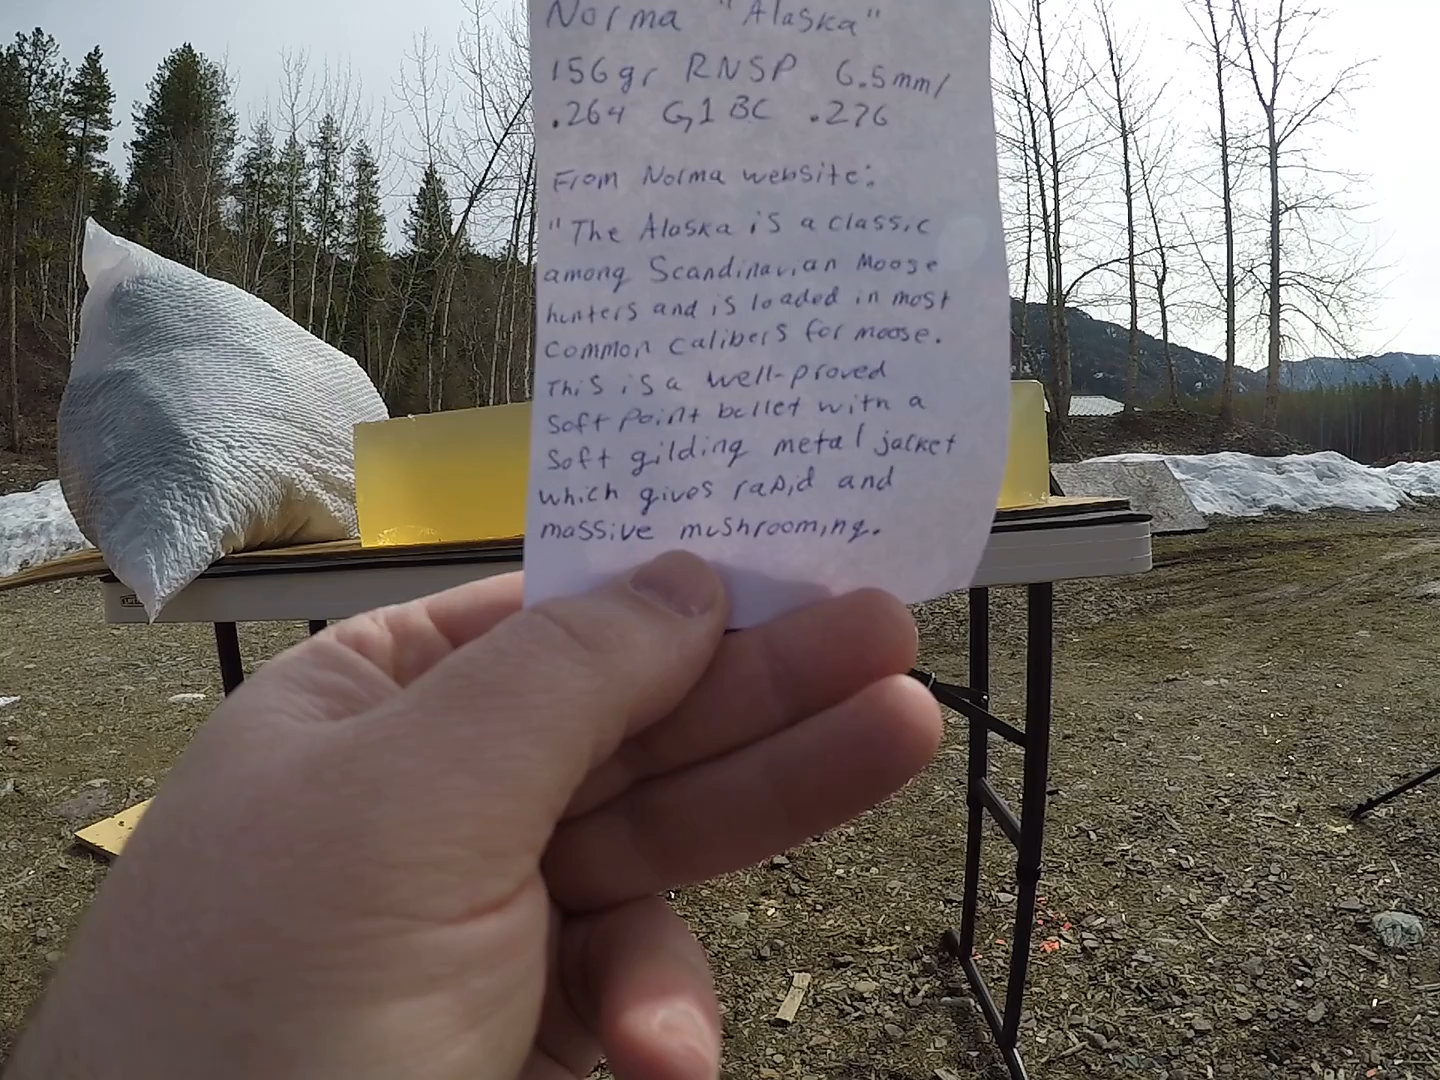 Norma "Alaska"
156gr RNSP 6.5mm/
.264 G1 BC .276
From Norma website:
"The Alaska is a classic
among Scandinavian Moose
hunters and is loaded in most
common calibers for moose.
This is a well-proved
soft point bullet with a
soft gilding metal jacket
which gives rapid and
massive mushrooming.